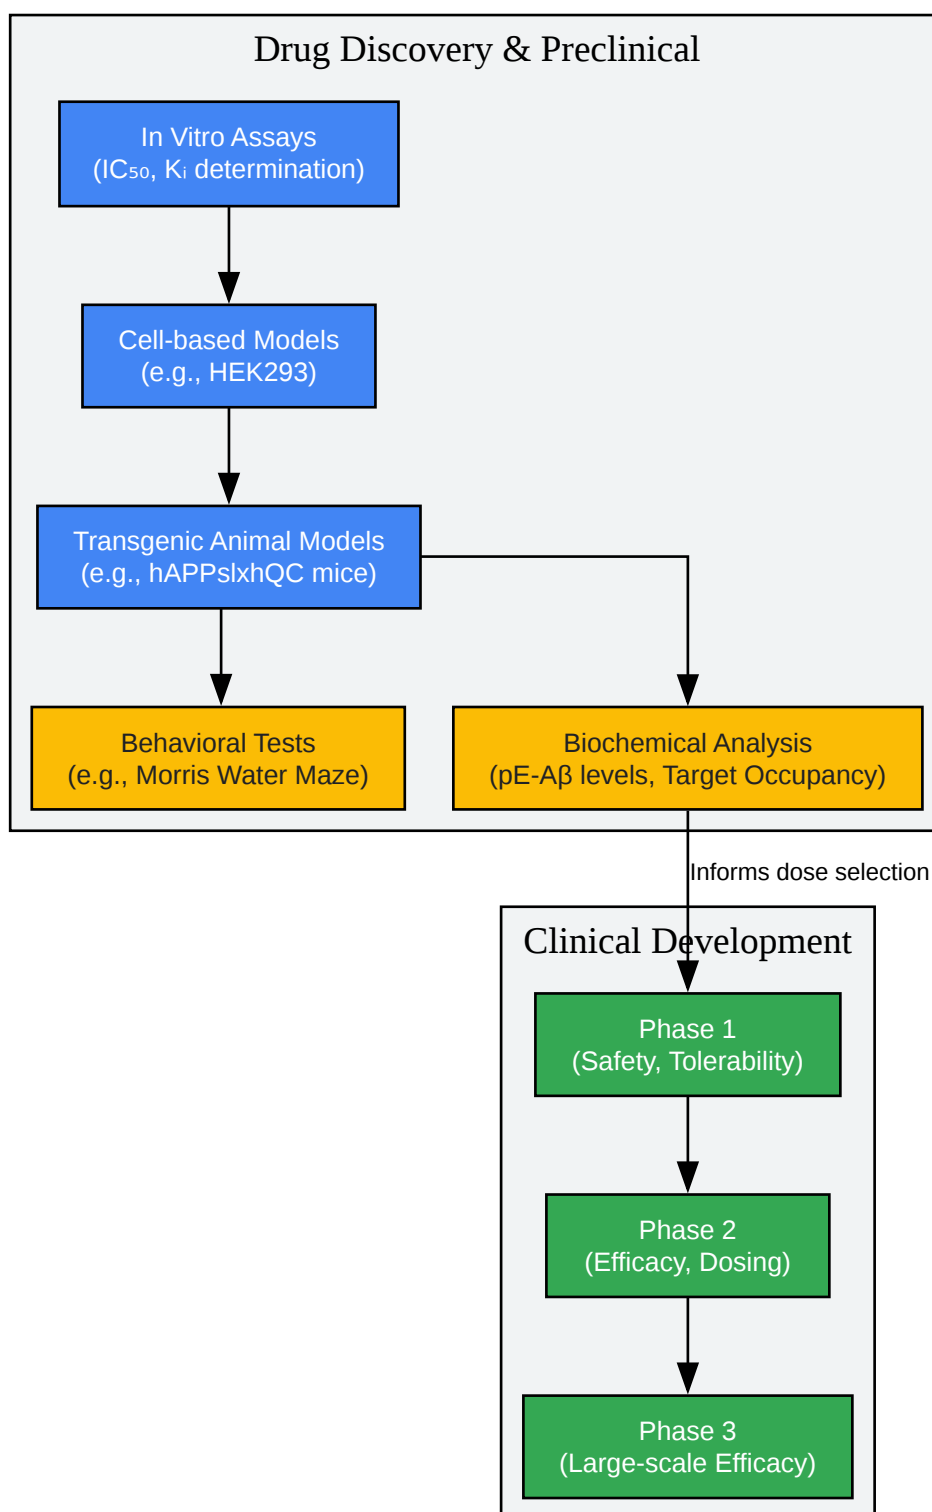 Drug Discovery & Preclinical
In Vitro Assays
(IC₅₀, Kᵢ determination)
Cell-based Models
(e.g., HEK293)
Transgenic Animal Models
(e.g., hAPPslxhQC mice)
Behavioral Tests
(e.g., Morris Water Maze)
Biochemical Analysis
(pE-Aβ levels, Target Occupancy)
Informs dose selection
Clinical Development
Phase 1
(Safety, Tolerability)
Phase 2
(Efficacy, Dosing)
Phase 3
(Large-scale Efficacy)